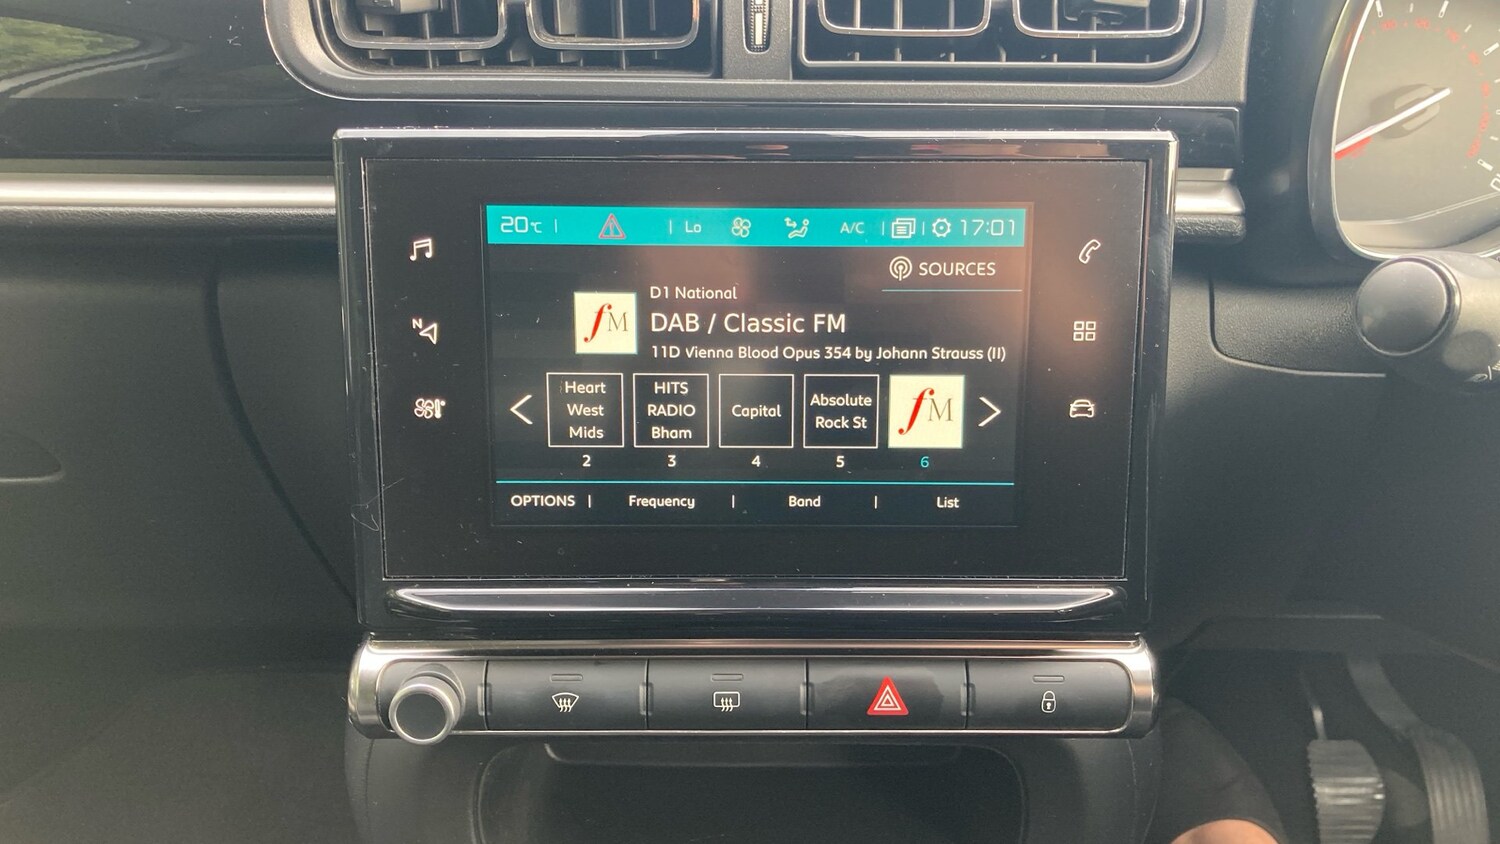 20°C | | Lo A/C | | 17:01
SOURCES
D1 National
fM DAB / Classic FM
11D Vienna Blood Opus 354 by Johann Strauss (II)
N
Heart West Mids
HITS RADIO Bham
Capital
Absolute Rock St
fM
2 3 4 5 6
OPTIONS | Frequency | Band | List